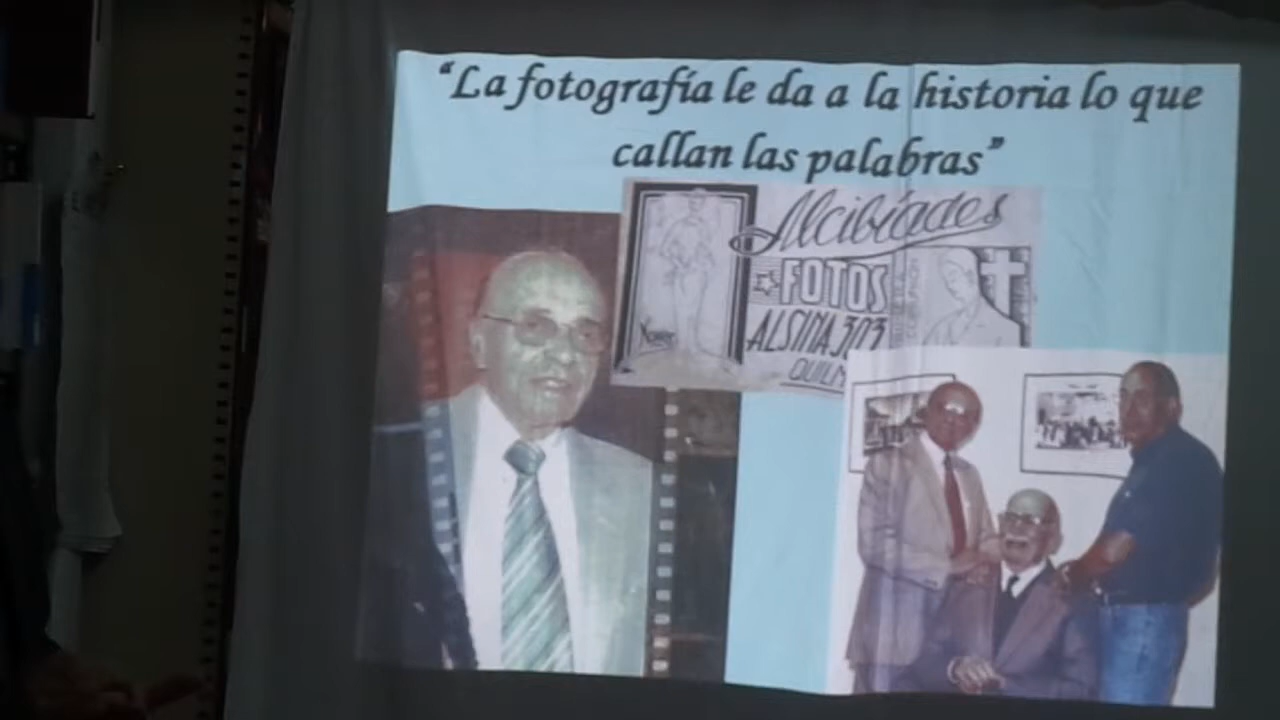 “La fotografía le da a la historia lo que
callan las palabras”
Alcibíades
FOTOS
ALSINA 303